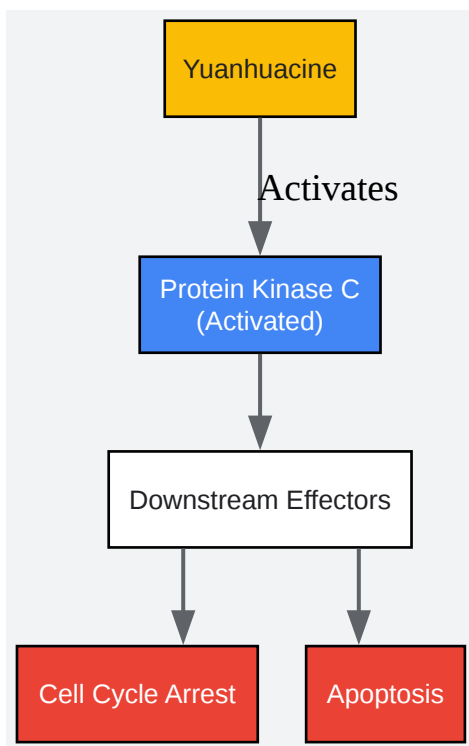 Yuanhuacine
Activates
Protein Kinase C
(Activated)
Downstream Effectors
Cell Cycle Arrest
Apoptosis